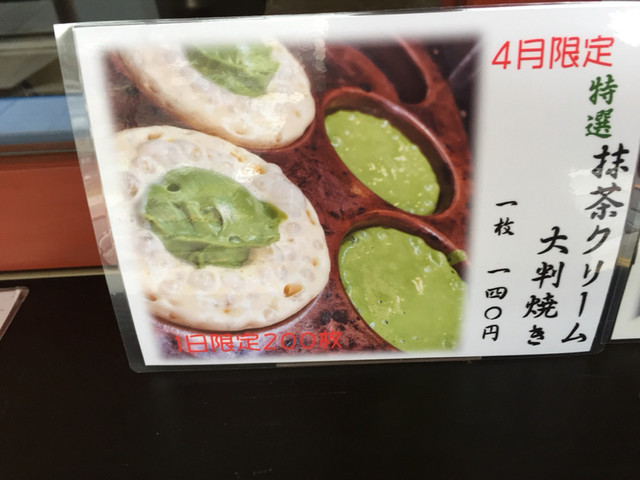 4月限定
特選
抹茶クリーム
大判焼き
一枚 一四〇円
1日限定200枚